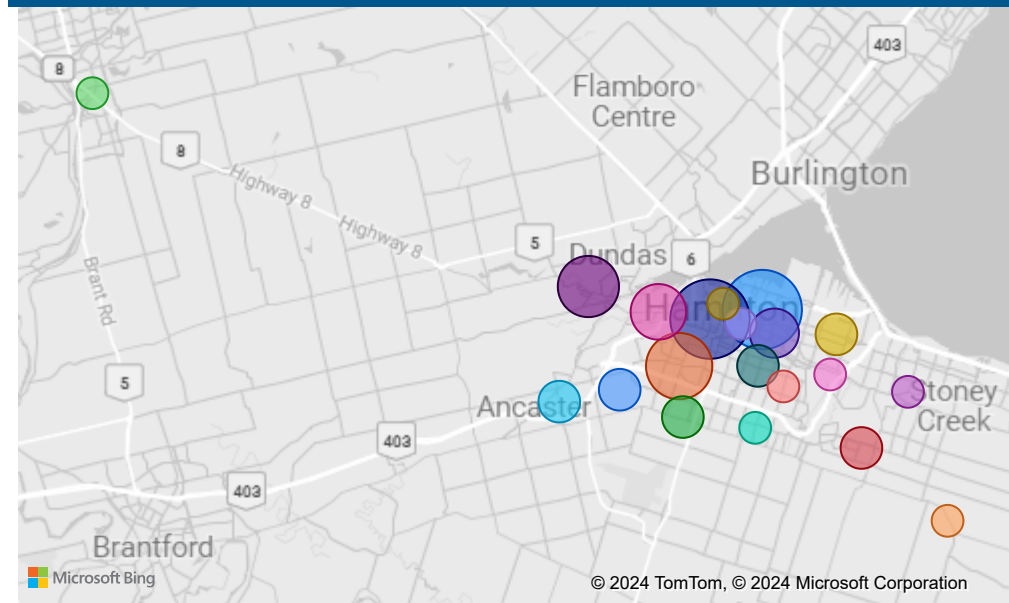 403
8
Flamboro
Centre
8
Burlington
Highway 8
Highway 8
5
Dundas
6
Brant Rd
Hamilton
5
Ancaster
Stoney
Creek
403
403
Brantford
Microsoft Bing
© 2024 TomTom, © 2024 Microsoft Corporation